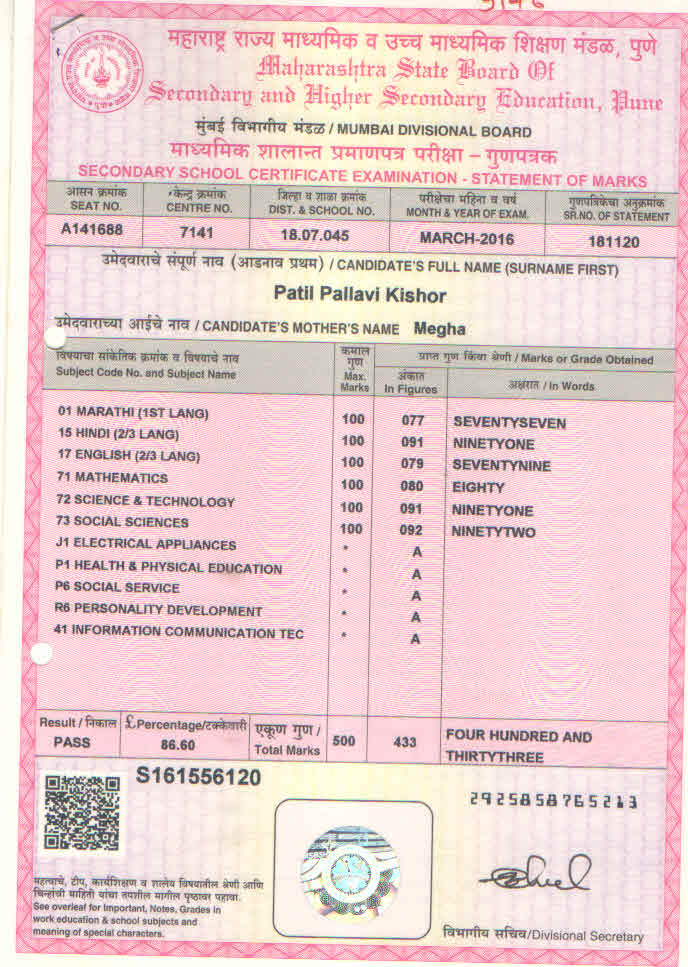 महाराष्ट्र राज्य माध्यमिक व उच्च माध्यमिक शिक्षण मंडळ, पुणे
Maharashtra State Board Of
Secondary and Higher Secondary Education, Pune
मुंबई विभागीय मंडळ / MUMBAI DIVISIONAL BOARD
माध्यमिक शालान्त प्रमाणपत्र परीक्षा – गुणपत्रक
SECONDARY SCHOOL CERTIFICATE EXAMINATION - STATEMENT OF MARKS
आसन क्रमांक केन्द्र क्रमांक जिल्हा व शाळा क्रमांक परीक्षेचा महिना व वर्ष गुणपत्रिकेचा अनुक्रमांक
SEAT NO. CENTRE NO. DIST. & SCHOOL NO. MONTH & YEAR OF EXAM. SR.NO. OF STATEMENT
A141688 7141 18.07.045 MARCH-2016 181120
उमेदवाराचे संपूर्ण नाव (आडनाव प्रथम) / CANDIDATE'S FULL NAME (SURNAME FIRST)
Patil Pallavi Kishor
उमेदवाराच्या आईचे नाव / CANDIDATE'S MOTHER'S NAME Megha
विषयाचा सांकेतिक क्रमांक व विषयाचे नाव
Subject Code No. and Subject Name
कमाल
गुण
Max.
Marks
प्राप्त गुण किंवा श्रेणी / Marks or Grade Obtained
अंकात
In Figures
अक्षरात / In Words
01 MARATHI (1ST LANG) 100 077 SEVENTYSEVEN
15 HINDI (2/3 LANG) 100 091 NINETYONE
17 ENGLISH (2/3 LANG) 100 079 SEVENTYNINE
71 MATHEMATICS 100 080 EIGHTY
72 SCIENCE & TECHNOLOGY 100 091 NINETYONE
73 SOCIAL SCIENCES 100 092 NINETYTWO
J1 ELECTRICAL APPLIANCES * A
P1 HEALTH & PHYSICAL EDUCATION * A
P6 SOCIAL SERVICE * A
R6 PERSONALITY DEVELOPMENT * A
41 INFORMATION COMMUNICATION TEC * A
Result / निकाल £.Percentage/टक्केवारी एकूण गुण / 500 433 FOUR HUNDRED AND
PASS 86.60 Total Marks THIRTYTHREE
S161556120
2925858765213
महत्वाचे, टीप, कार्यशिक्षण व शालेय विषयातील श्रेणी आणि
चिन्हांची माहिती यांचा तपशील मागील पृष्ठावर पहावा.
See overleaf for Important, Notes, Grades in
work education & school subjects and
meaning of special characters.
विभागीय सचिव/Divisional Secretary